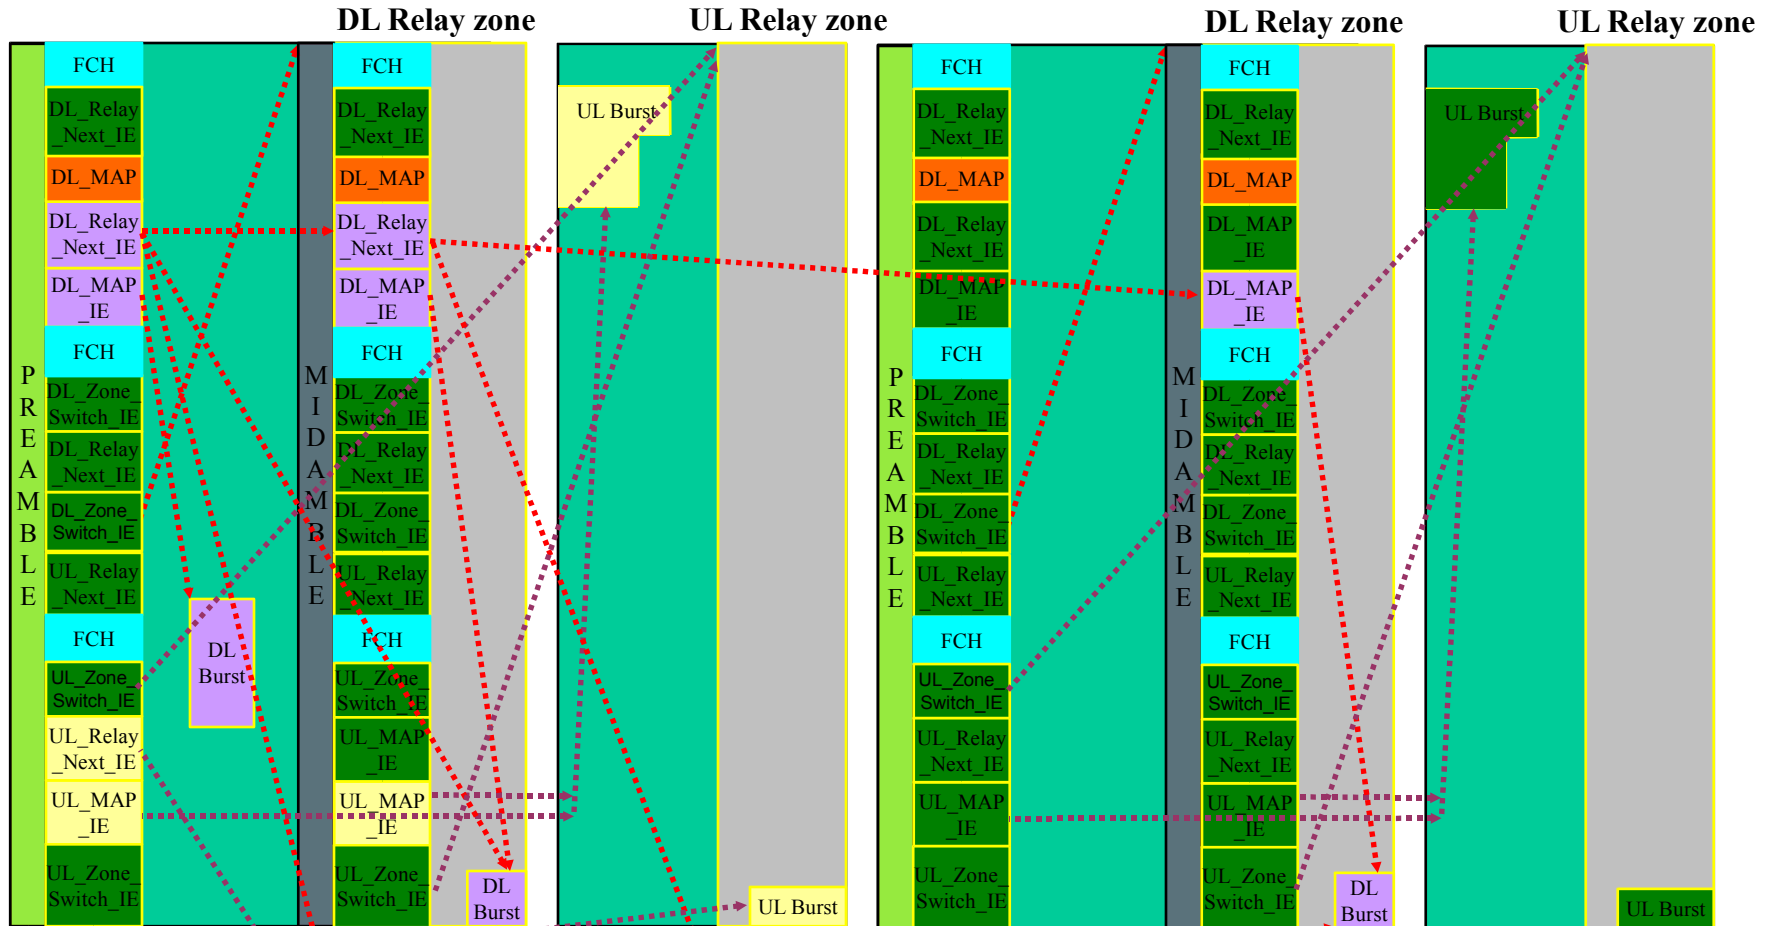 DL Relay zone
UL Relay zone
DL Relay zone
UL Relay zone
P
R
E
A
M
B
L
E
FCH
DL_Relay
_Next_IE
DL_MAP
DL_Relay
_Next_IE
DL_MAP
_IE
FCH
DL_Zone_
Switch_IE
DL_Relay
_Next_IE
DL_Zone_
Switch_IE
UL_Relay
_Next_IE
FCH
UL_Zone_
Switch_IE
UL_Relay
_Next_IE
UL_MAP
_IE
UL_Zone_
Switch_IE
DL
Burst
M
I
D
A
M
B
L
E
FCH
DL_Relay
_Next_IE
DL_MAP
DL_Relay
_Next_IE
DL_MAP
_IE
FCH
DL_Zone_
Switch_IE
DL_Relay
_Next_IE
DL_Zone_
Switch_IE
UL_Relay
_Next_IE
FCH
UL_Zone_
Switch_IE
UL_MAP
_IE
UL_MAP
_IE
UL_Zone_
Switch_IE
DL
Burst
UL Burst
UL Burst
P
R
E
A
M
B
L
E
FCH
DL_Relay
_Next_IE
DL_MAP
DL_Relay
_Next_IE
DL_MAP
_IE
FCH
DL_Zone_
Switch_IE
DL_Relay
_Next_IE
DL_Zone_
Switch_IE
UL_Relay
_Next_IE
FCH
UL_Zone_
Switch_IE
UL_Relay
_Next_IE
UL_MAP
_IE
UL_Zone_
Switch_IE
M
I
D
A
M
B
L
E
FCH
DL_Relay
_Next_IE
DL_MAP
DL_MAP
_IE
DL_MAP
_IE
FCH
DL_Zone_
Switch_IE
DL_Relay
_Next_IE
DL_Zone_
Switch_IE
UL_Relay
_Next_IE
FCH
UL_Zone_
Switch_IE
UL_Relay
_Next_IE
UL_MAP
_IE
UL_Zone_
Switch_IE
DL
Burst
UL Burst
UL Burst